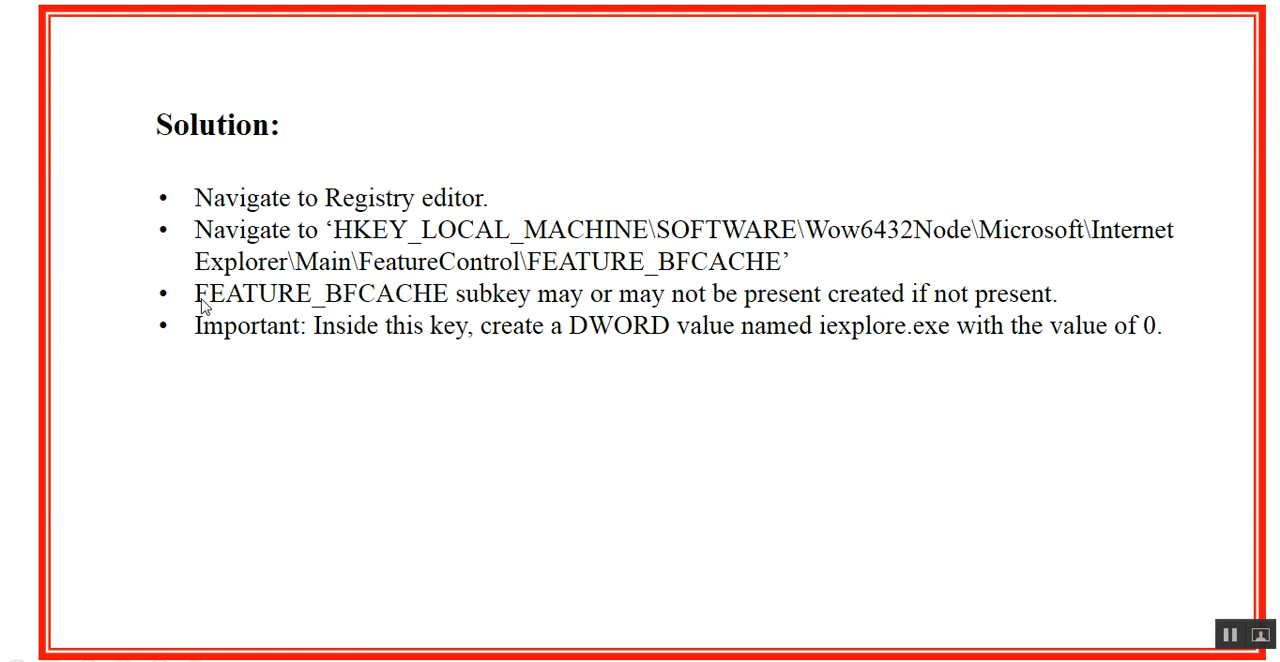 Solution:
• Navigate to Registry editor.
• Navigate to ‘HKEY_LOCAL_MACHINE\SOFTWARE\Wow6432Node\Microsoft\Internet
Explorer\Main\FeatureControl\FEATURE_BFCACHE’
• FEATURE_BFCACHE subkey may or may not be present created if not present.
• Important: Inside this key, create a DWORD value named iexplore.exe with the value of 0.